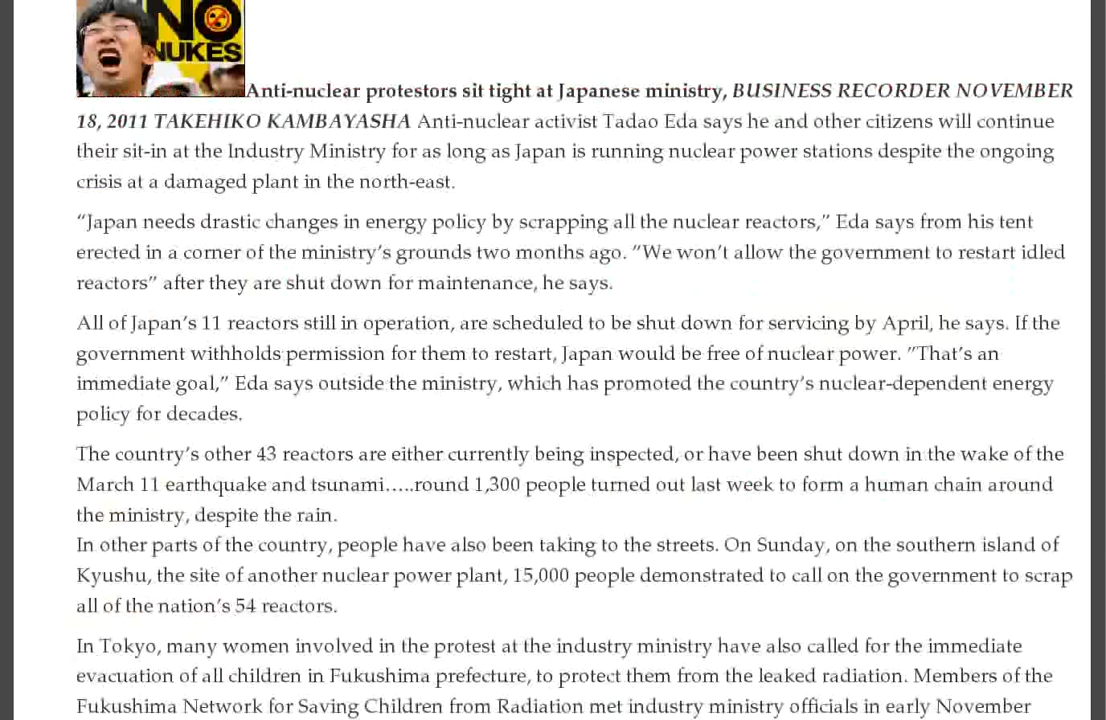 NO
NUKES
Anti-nuclear protestors sit tight at Japanese ministry, BUSINESS RECORDER NOVEMBER
18, 2011 TAKEHIKO KAMBAYASHA Anti-nuclear activist Tadao Eda says he and other citizens will continue
their sit-in at the Industry Ministry for as long as Japan is running nuclear power stations despite the ongoing
crisis at a damaged plant in the north-east.
“Japan needs drastic changes in energy policy by scrapping all the nuclear reactors,” Eda says from his tent
erected in a corner of the ministry’s grounds two months ago. “We won’t allow the government to restart idled
reactors” after they are shut down for maintenance, he says.
All of Japan’s 11 reactors still in operation, are scheduled to be shut down for servicing by April, he says. If the
government withholds permission for them to restart, Japan would be free of nuclear power. “That’s an
immediate goal,” Eda says outside the ministry, which has promoted the country’s nuclear-dependent energy
policy for decades.
The country’s other 43 reactors are either currently being inspected, or have been shut down in the wake of the
March 11 earthquake and tsunami…..round 1,300 people turned out last week to form a human chain around
the ministry, despite the rain.
In other parts of the country, people have also been taking to the streets. On Sunday, on the southern island of
Kyushu, the site of another nuclear power plant, 15,000 people demonstrated to call on the government to scrap
all of the nation’s 54 reactors.
In Tokyo, many women involved in the protest at the industry ministry have also called for the immediate
evacuation of all children in Fukushima prefecture, to protect them from the leaked radiation. Members of the
Fukushima Network for Saving Children from Radiation met industry ministry officials in early November